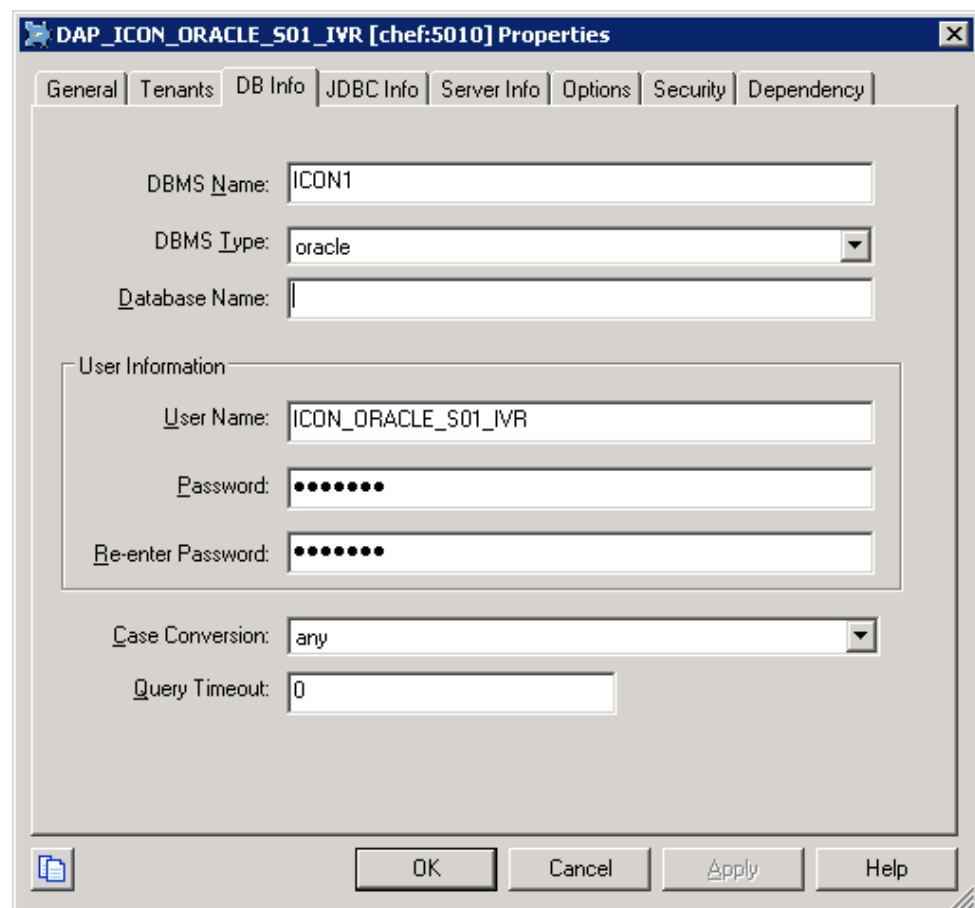 DAP_ICON_ORACLE_S01_IVR [chef:5010] Properties
General Tenants DB Info JDBC Info Server Info Options Security Dependency
DBMS Name: ICON1
DBMS Type: oracle
Database Name:
User Information
User Name: ICON_ORACLE_S01_IVR
Password: •••••••
Re-enter Password: •••••••
Case Conversion: any
Query Timeout: 0
OK Cancel Apply Help